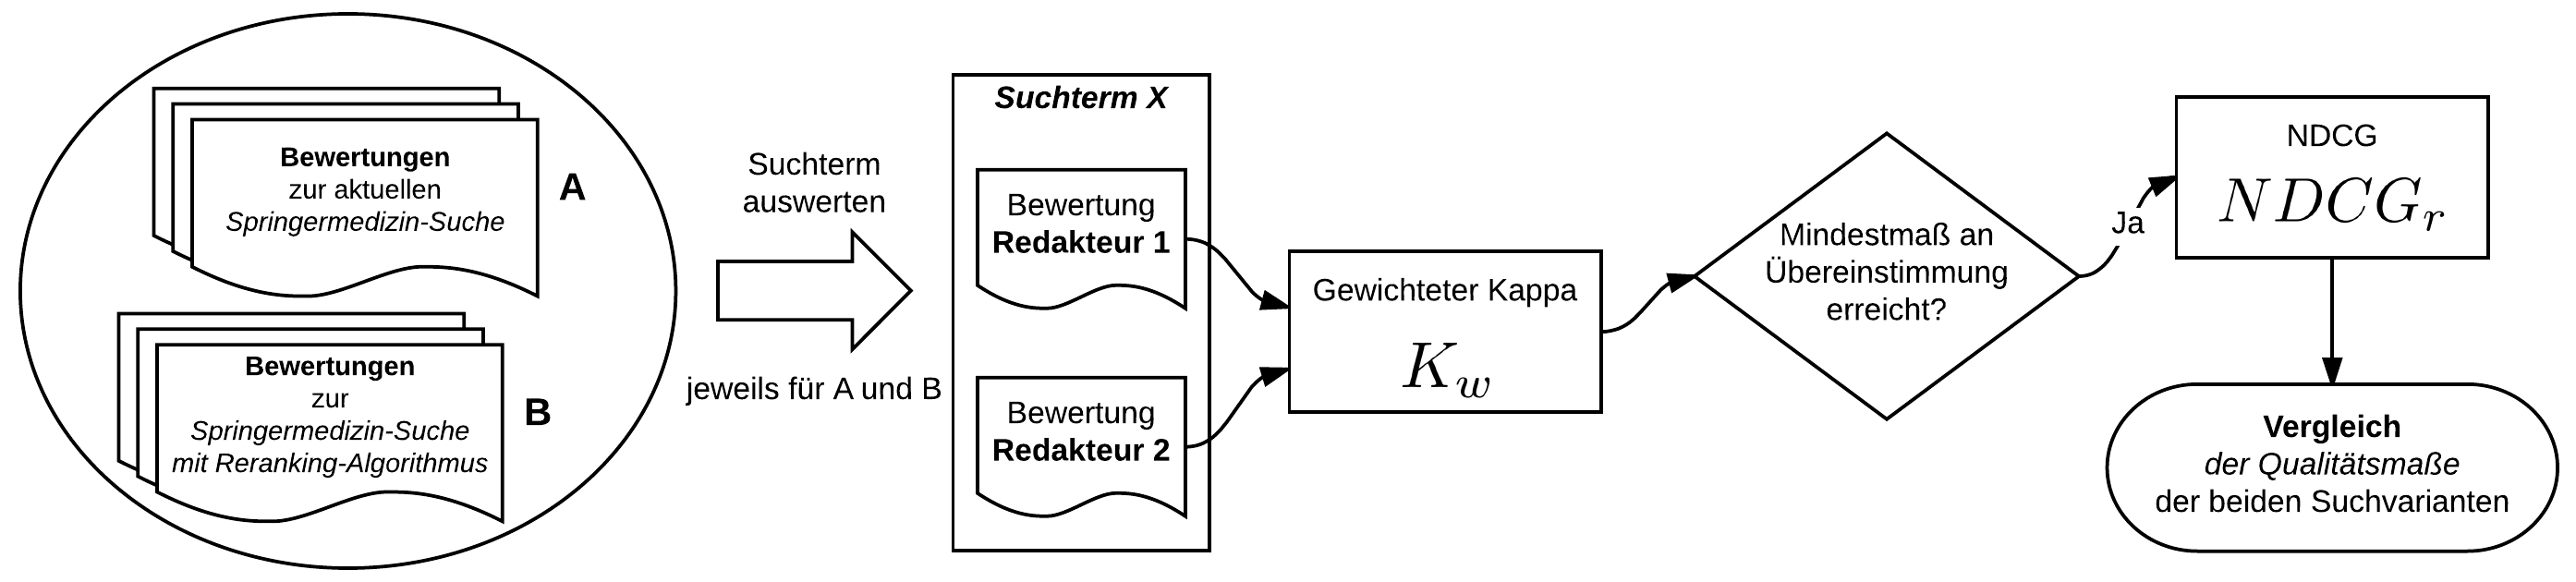 Bewertungen
zur aktuellen
Springermedizin-Suche
A
Bewertungen
zur
Springermedizin-Suche
mit Reranking-Algorithmus
B
Suchterm
auswerten
jeweils für A und B
Suchterm X
Bewertung
Redakteur 1
Bewertung
Redakteur 2
Gewichteter Kappa
K_w
Mindestmaß an
Übereinstimmung
erreicht?
Ja
NDCG
NDCG_r
Vergleich
der Qualitätsmaße
der beiden Suchvarianten